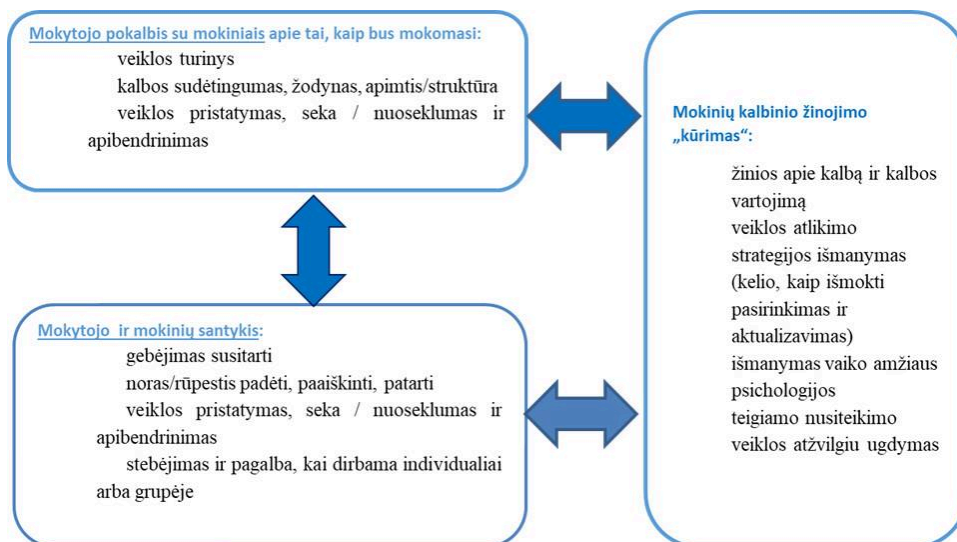 Mokytojo pokalbis su mokiniais apie tai, kaip bus mokomasi:
veiklos turinys
kalbos sudėtingumas, žodynas, apimtis/struktūra
veiklos pristatymas, seka / nuoseklumas ir
apibendrinimas
Mokytojo ir mokinių santykis:
gebėjimas susitarti
noras/rūpestis padėti, paaiškinti, patarti
veiklos pristatymas, seka / nuoseklumas ir
apibendrinimas
stebėjimas ir pagalba, kai dirbama individualiai
arba grupėje
Mokinių kalbinio žinojimo
„kūrimas“:
žinios apie kalbą ir kalbos
vartojimą
veiklos atlikimo
strategijos išmanymas
(kelio, kaip išmokti
pasirinkimas ir
aktualizavimas)
išmanymas vaiko amžiaus
psichologijos
teigiamo nusiteikimo
veiklos atžvilgiu ugdymas